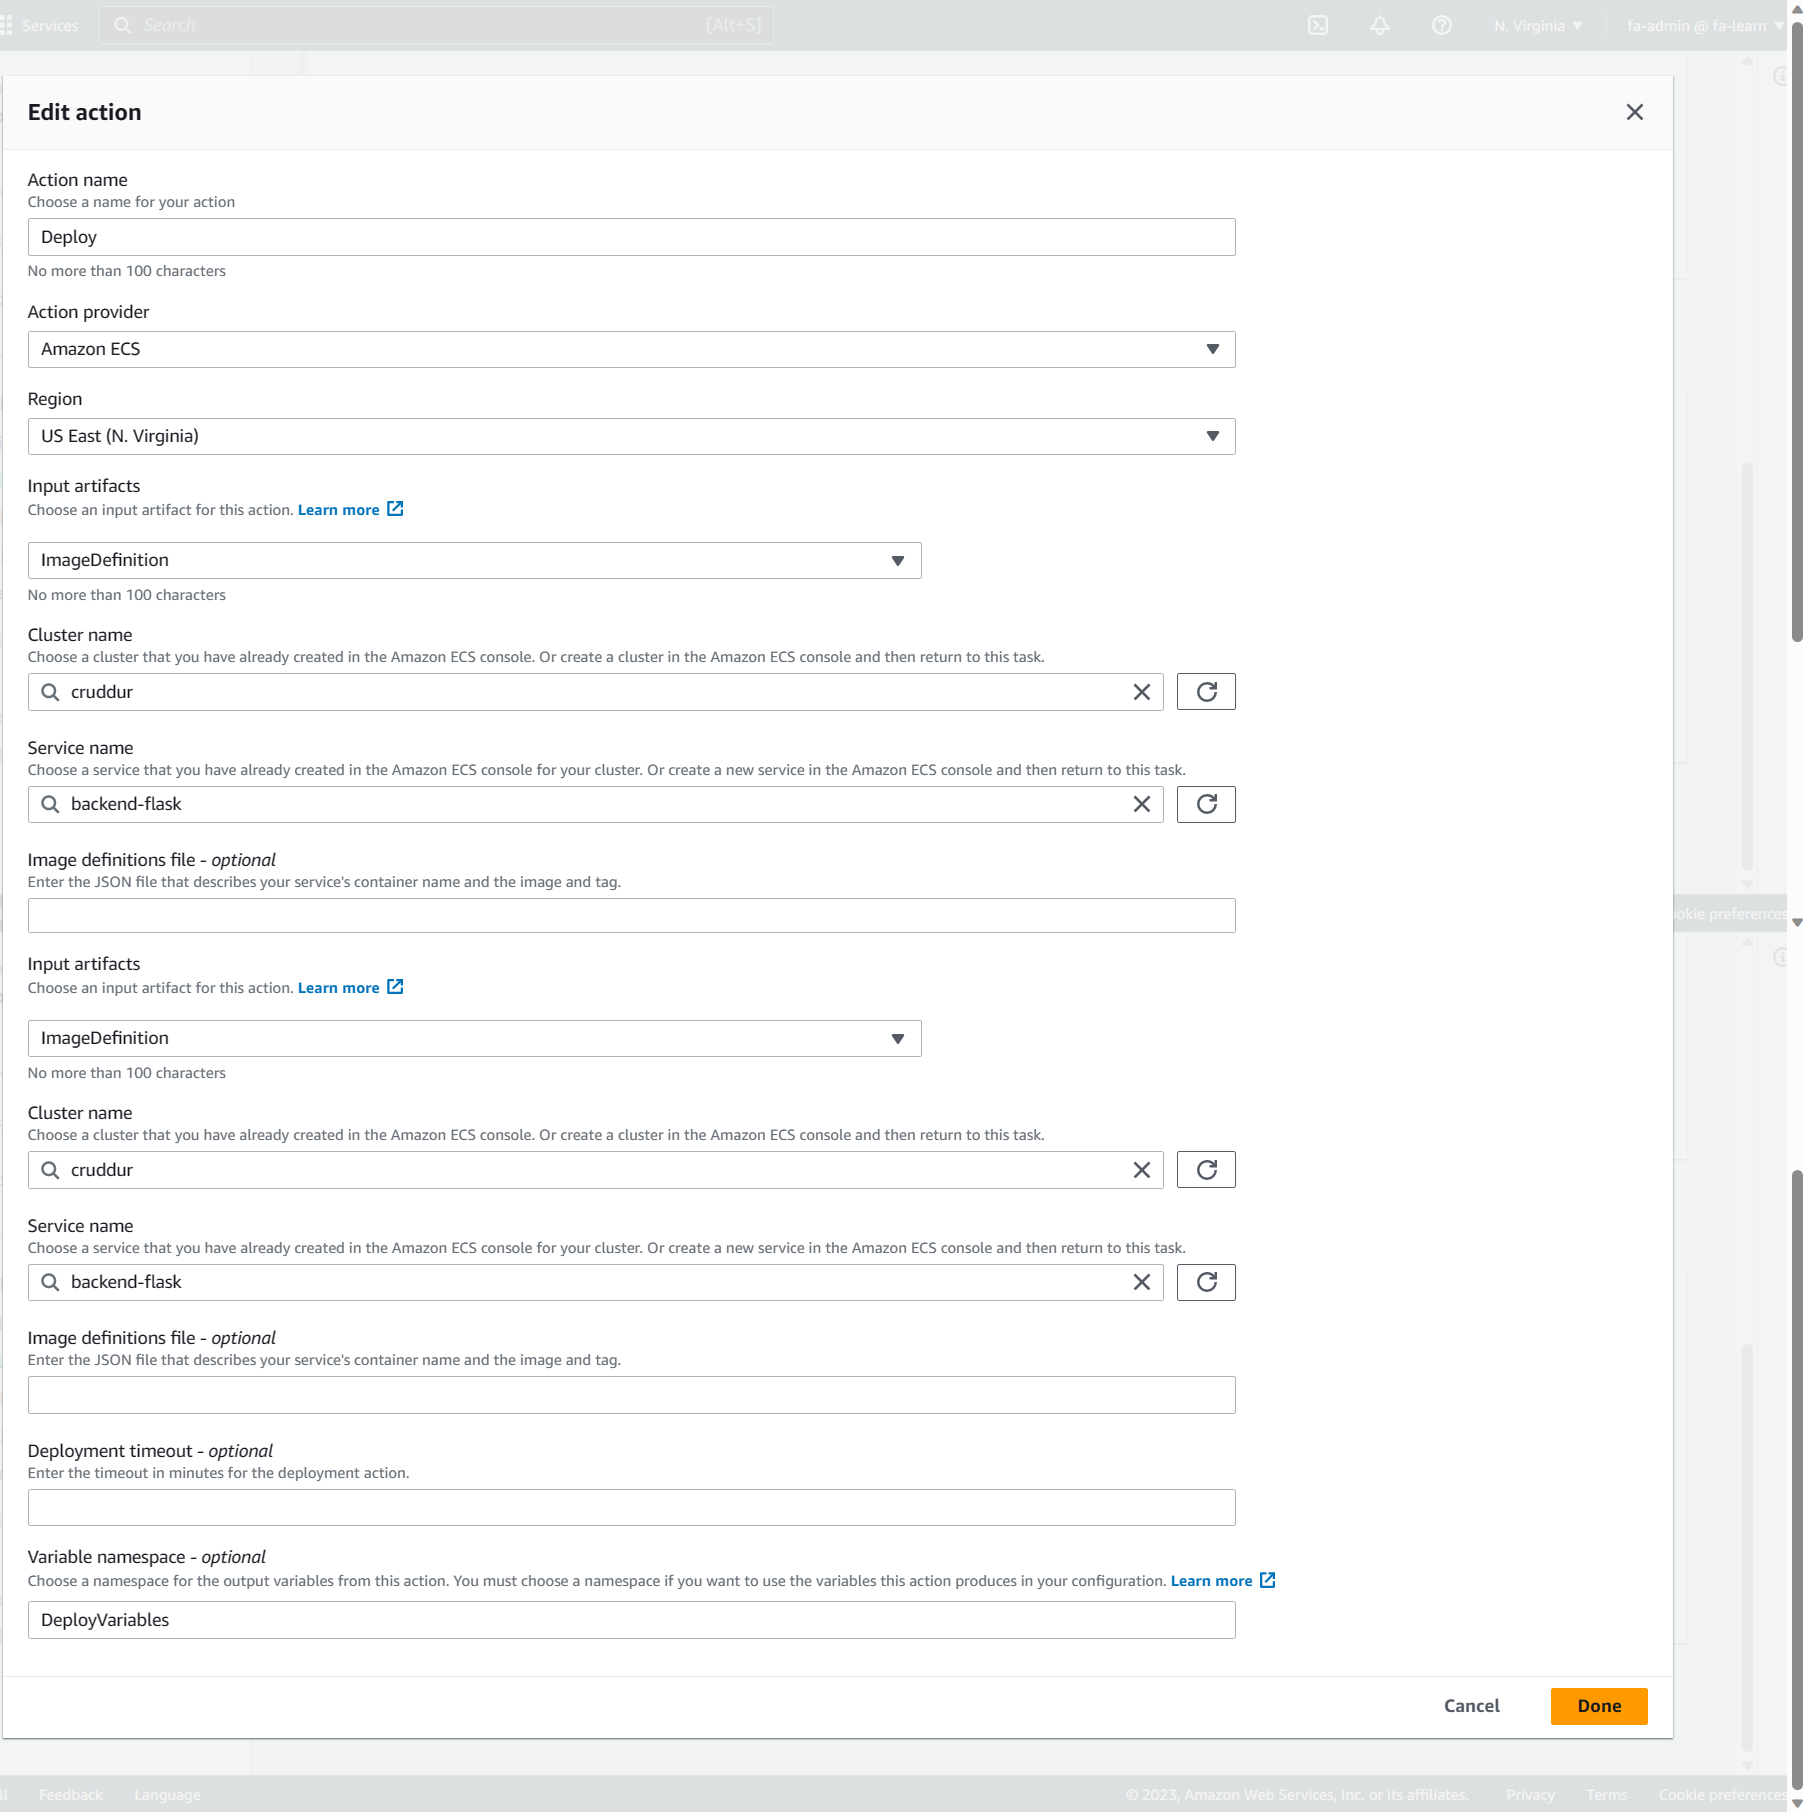 Services
Search
[Alt+S]
N. Virginia
fa-admin @ fa-learn
Edit action
Action name
Choose a name for your action
Deploy
No more than 100 characters
Action provider
Amazon ECS
Region
US East (N. Virginia)
Input artifacts
Choose an input artifact for this action. Learn more
ImageDefinition
No more than 100 characters
Cluster name
Choose a cluster that you have already created in the Amazon ECS console. Or create a cluster in the Amazon ECS console and then return to this task.
cruddur
Service name
Choose a service that you have already created in the Amazon ECS console for your cluster. Or create a new service in the Amazon ECS console and then return to this task.
backend-flask
Image definitions file - optional
Enter the JSON file that describes your service's container name and the image and tag.
ookie preferences
Input artifacts
Choose an input artifact for this action. Learn more
ImageDefinition
No more than 100 characters
Cluster name
Choose a cluster that you have already created in the Amazon ECS console. Or create a cluster in the Amazon ECS console and then return to this task.
cruddur
Service name
Choose a service that you have already created in the Amazon ECS console for your cluster. Or create a new service in the Amazon ECS console and then return to this task.
backend-flask
Image definitions file - optional
Enter the JSON file that describes your service's container name and the image and tag.
Deployment timeout - optional
Enter the timeout in minutes for the deployment action.
Variable namespace - optional
Choose a namespace for the output variables from this action. You must choose a namespace if you want to use the variables this action produces in your configuration. Learn more
DeployVariables
Cancel
Done
ll
Feedback
Language
© 2023, Amazon Web Services, Inc. or its affiliates.
Privacy
Terms
Cookie preferences